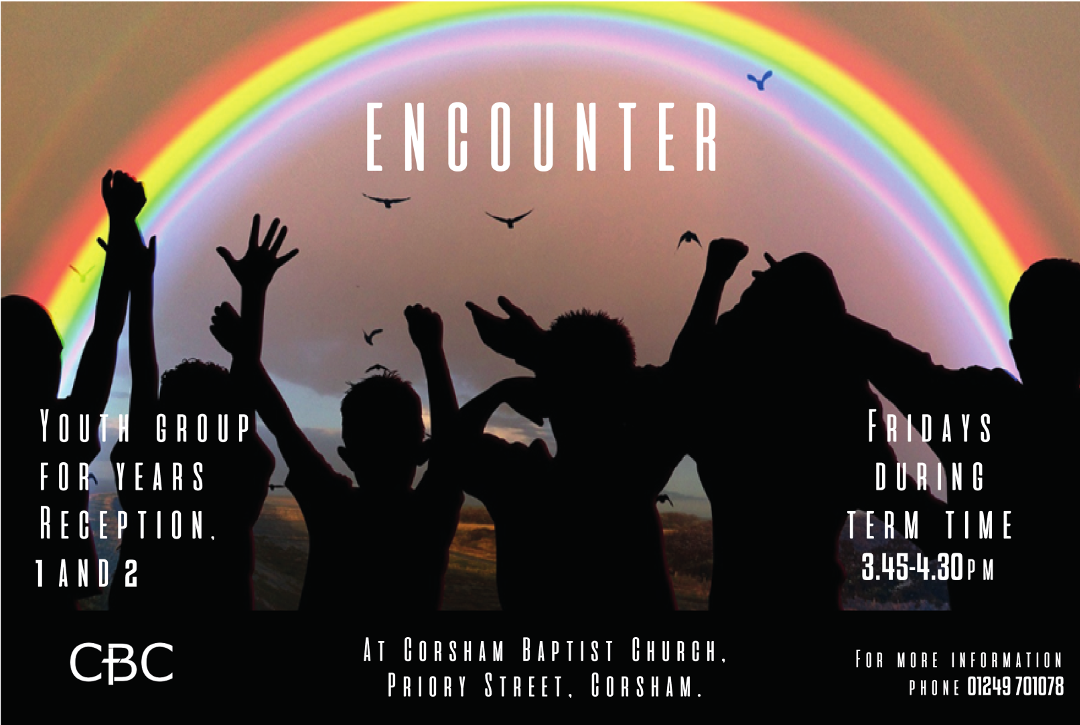 ENCOUNTER
YOUTH GROUP
FOR YEARS
RECEPTION,
1 AND 2
FRIDAYS
DURING
TERM TIME
3.45-4.30PM
CBC
AT CORSHAM BAPTIST CHURCH,
PRIORY STREET, CORSHAM.
FOR MORE INFORMATION
PHONE 01249 701078